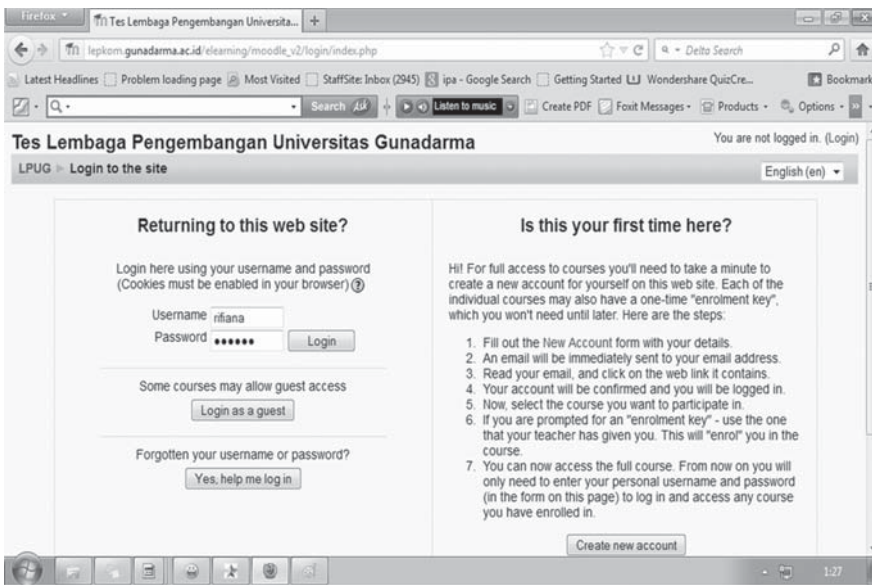 Firefox
Tes Lembaga Pengembangan Universita...
lepkom.gunadarma.ac.id/elearning/moodle_v2/login/index.php
Delta Search
Latest Headlines Problem loading page Most Visited StaffSite: Inbox (2945) ipa - Google Search Getting Started Wondershare QuizCre... Bookmark
Search Listen to music Create PDF Foxit Messages Products Options
Tes Lembaga Pengembangan Universitas Gunadarma
You are not logged in. (Login)
LPUG Login to the site
English (en)
Returning to this web site?
Login here using your username and password
(Cookies must be enabled in your browser)
Username rifiana
Password ••••••
Login
Some courses may allow guest access
Login as a guest
Forgotten your username or password?
Yes, help me log in
Is this your first time here?
Hi! For full access to courses you'll need to take a minute to
create a new account for yourself on this web site. Each of the
individual courses may also have a one-time "enrolment key",
which you won't need until later. Here are the steps:
1. Fill out the New Account form with your details.
2. An email will be immediately sent to your email address.
3. Read your email, and click on the web link it contains.
4. Your account will be confirmed and you will be logged in.
5. Now, select the course you want to participate in.
6. If you are prompted for an "enrolment key" - use the one
that your teacher has given you. This will "enrol" you in the
course.
7. You can now access the full course. From now on you will
only need to enter your personal username and password
(in the form on this page) to log in and access any course
you have enrolled in.
Create new account
1:27